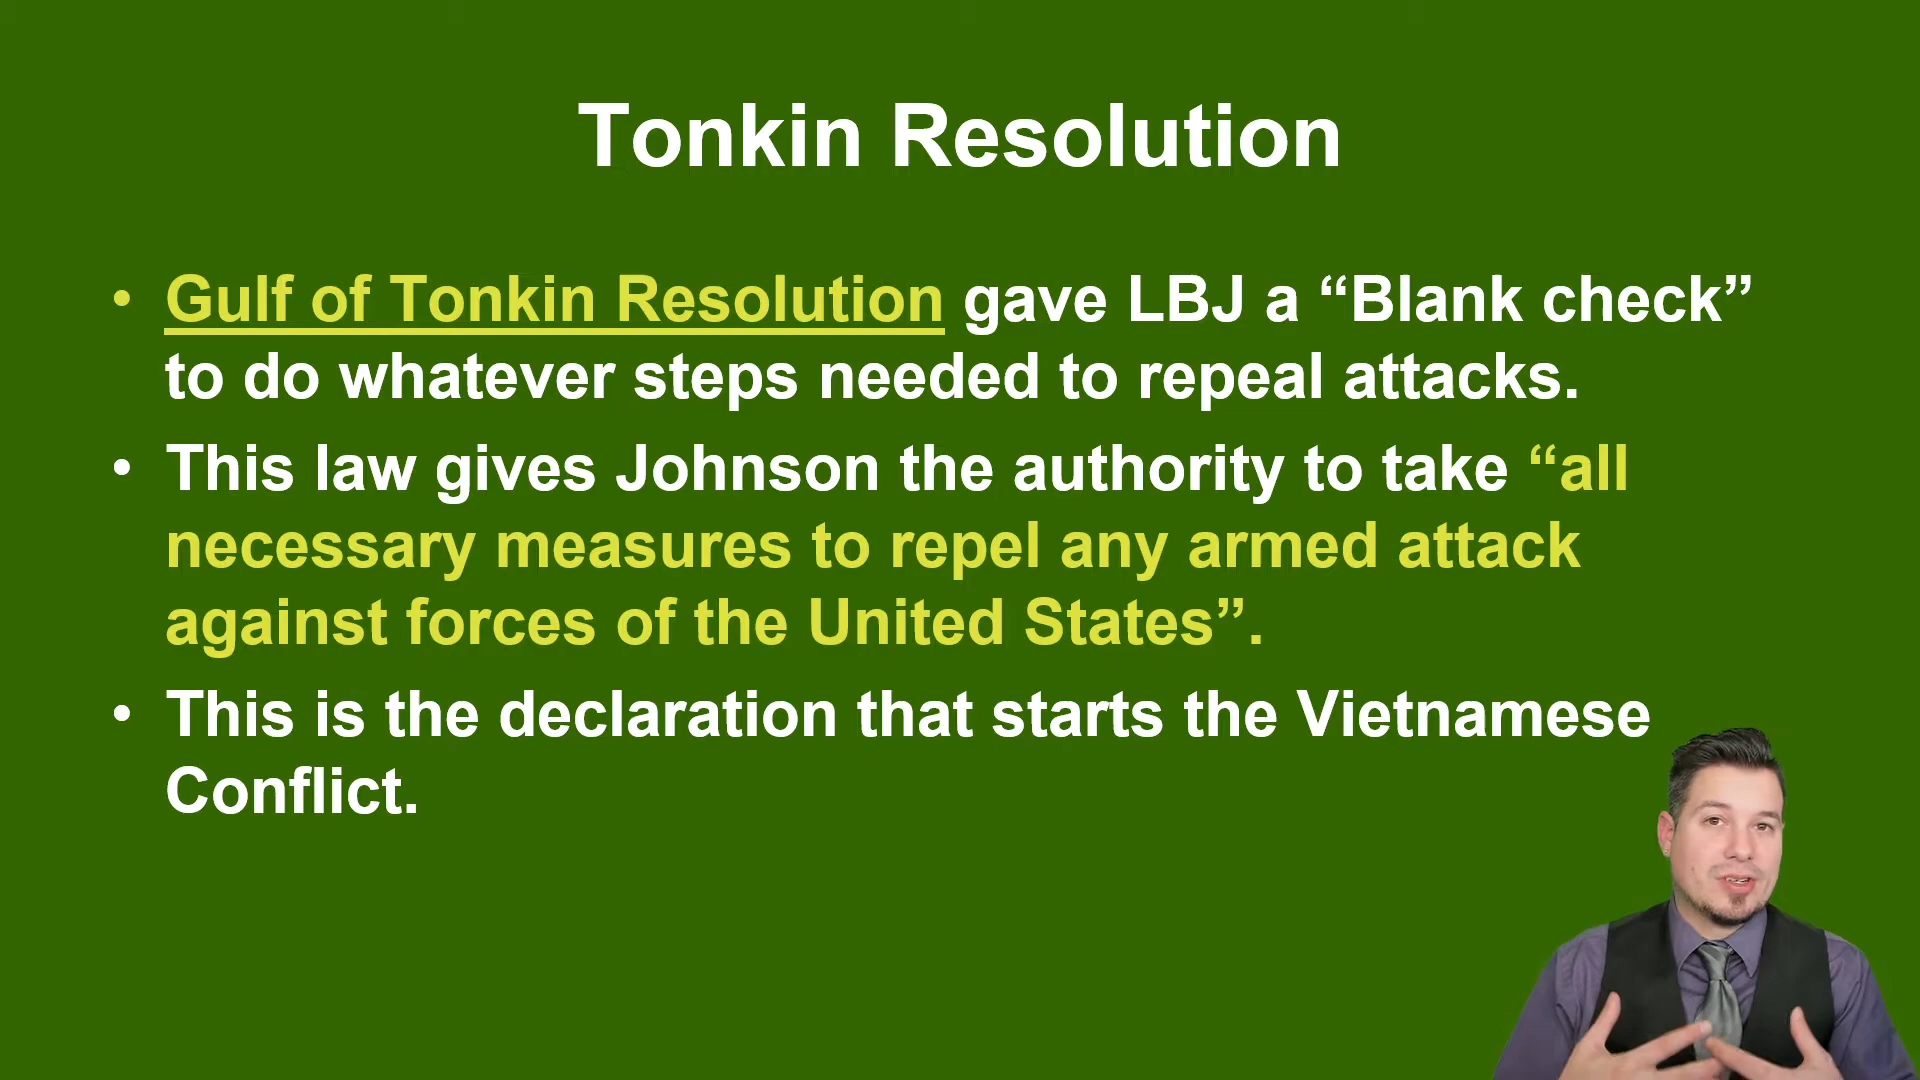 Tonkin Resolution
• Gulf of Tonkin Resolution gave LBJ a “Blank check”
to do whatever steps needed to repeal attacks.
• This law gives Johnson the authority to take “all
necessary measures to repel any armed attack
against forces of the United States”.
• This is the declaration that starts the Vietnamese
Conflict.